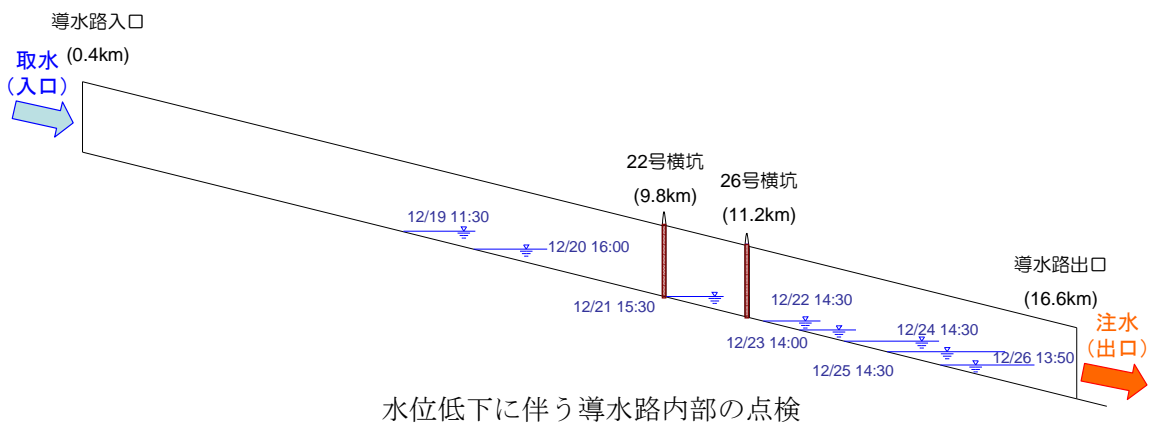 導水路入口
(0.4km)
取水
（入口）
22号横坑
(9.8km)
26号横坑
(11.2km)
12/19 11:30
12/20 16:00
12/21 15:30
12/22 14:30
12/23 14:00
12/24 14:30
12/25 14:30
12/26 13:50
導水路出口
(16.6km)
注水
（出口）
水位低下に伴う導水路内部の点検